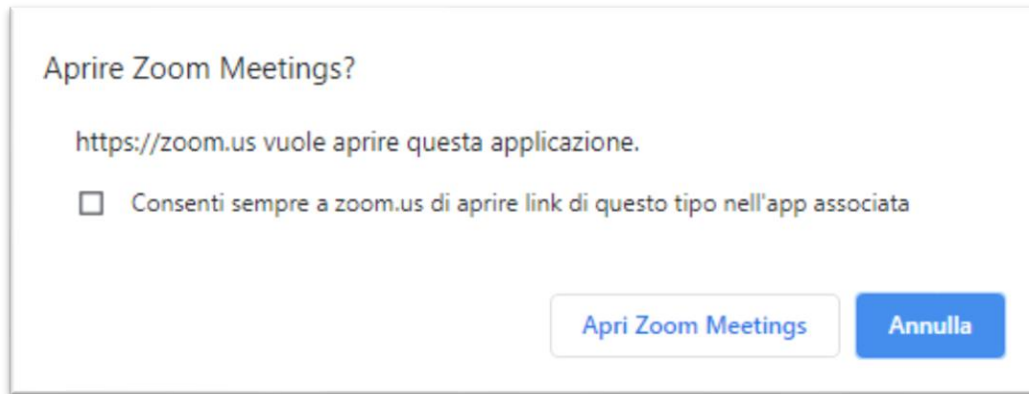 Aprire Zoom Meetings?
https://zoom.us vuole aprire questa applicazione.
Consenti sempre a zoom.us di aprire link di questo tipo nell'app associata
Apri Zoom Meetings
Annulla